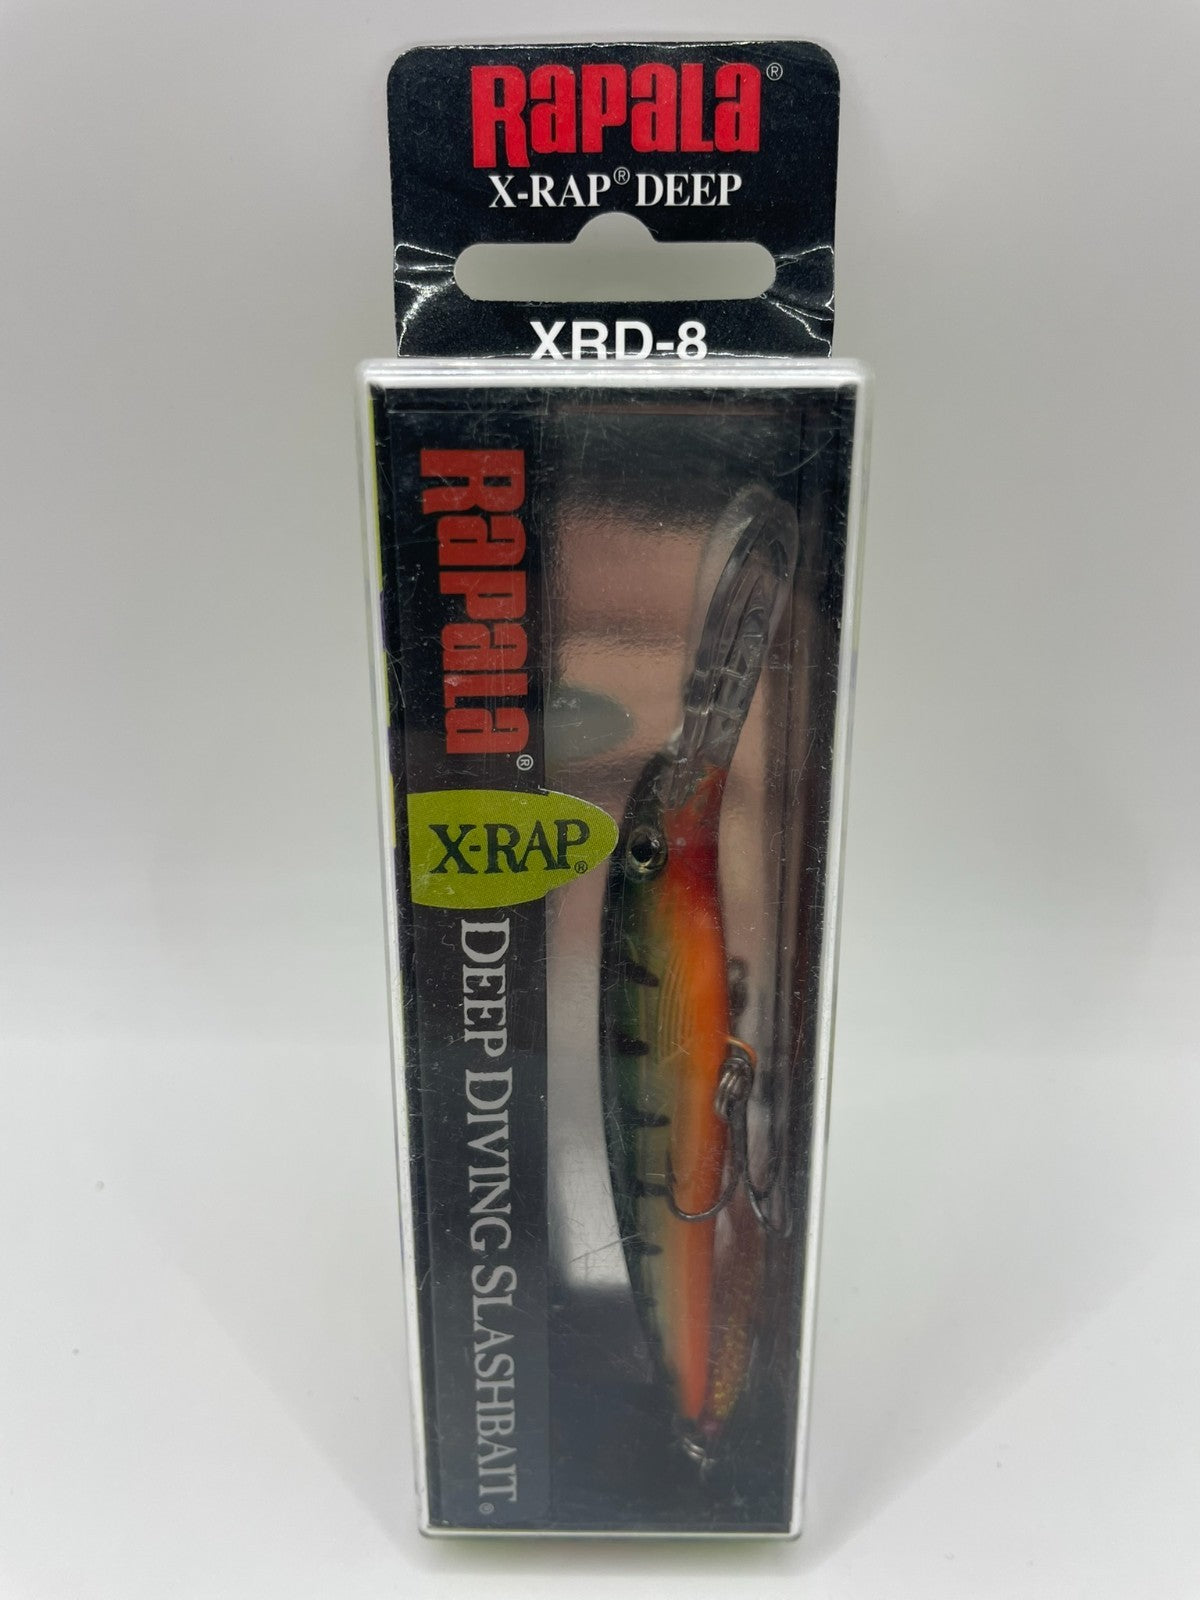 RAPALA®
X-RAP® DEEP
XRD-8
RAPALA®
X-RAP®
DEEP DIVING SLASHBAIT®